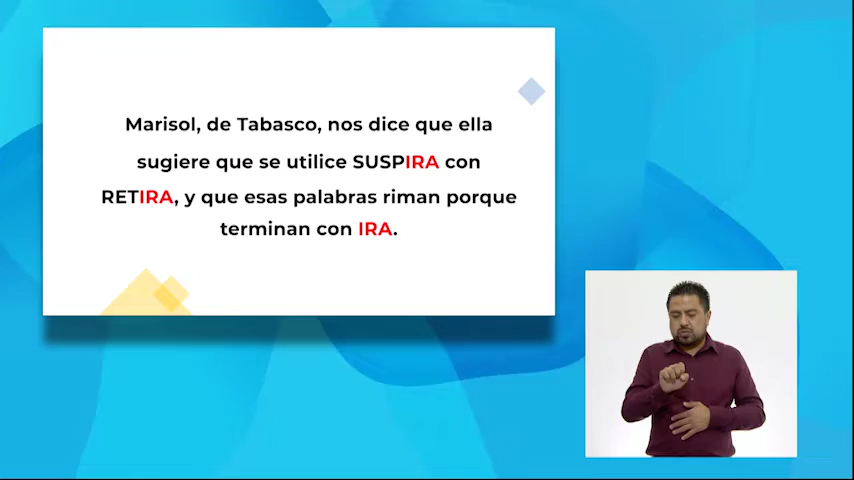 Marisol, de Tabasco, nos dice que ella
sugiere que se utilice SUSPIRA con
RETIRA, y que esas palabras riman porque
terminan con IRA.